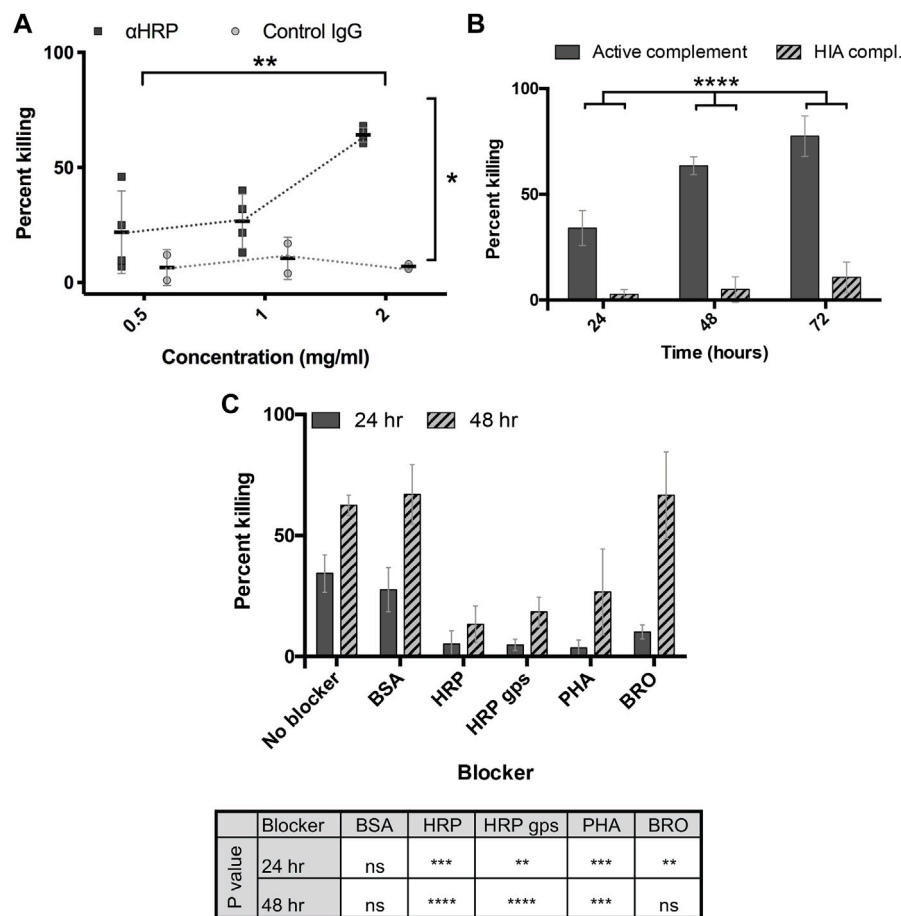 A
αHRP Control IgG
**
100
50
0
*
Percent killing
0.5 1 2
Concentration (mg/ml)
B
Active complement HIA compl.
****
100
50
0
Percent killing
24 48 72
Time (hours)
C
24 hr 48 hr
100
50
0
Percent killing
No blocker BSA HRP HRP gps PHA BRO
Blocker
Blocker BSA HRP HRP gps PHA BRO
P value
24 hr ns *** ** *** **
48 hr ns **** **** *** ns